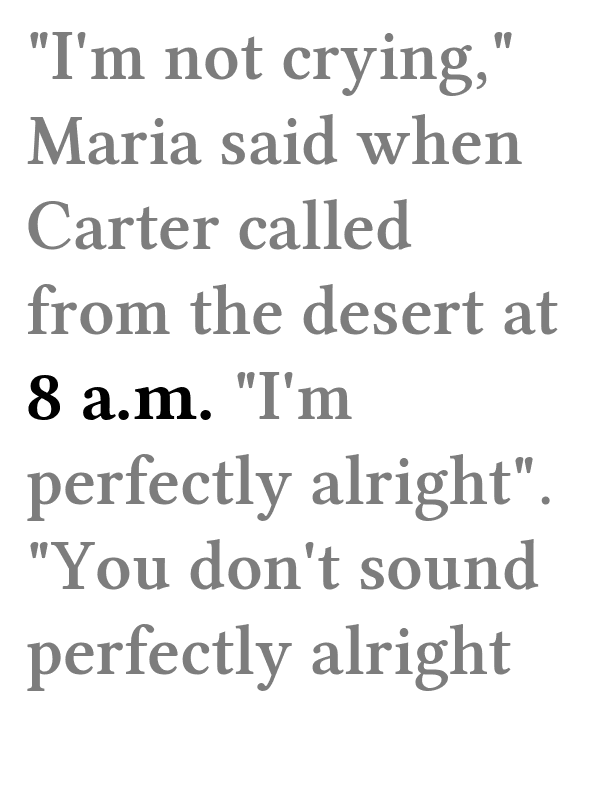 "I'm not crying,"
Maria said when
Carter called
from the desert at
8 a.m. "I'm
perfectly alright".
"You don't sound
perfectly alright